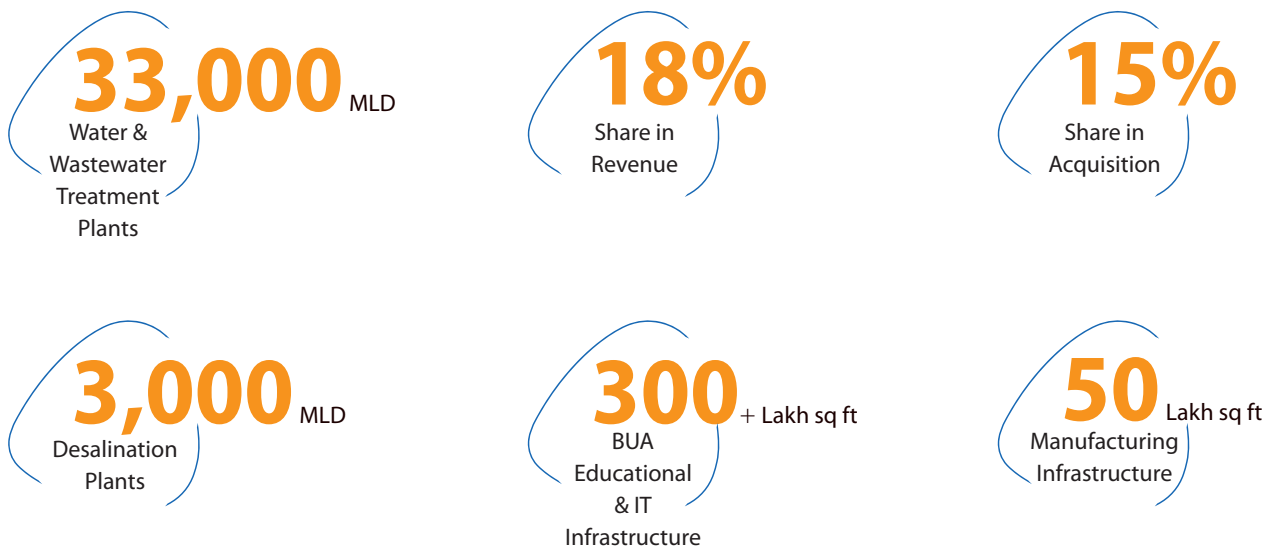 33,000 MLD
Water &
Wastewater
Treatment
Plants
18%
Share in
Revenue
15%
Share in
Acquisition
3,000 MLD
Desalination
Plants
300 + Lakh sq ft
BUA
Educational
& IT
Infrastructure
50 Lakh sq ft
Manufacturing
Infrastructure